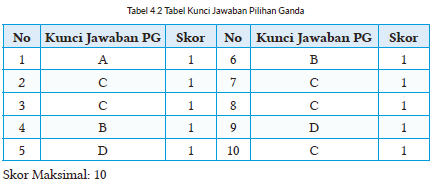 Tabel 4.2 Tabel Kunci Jawaban Pilihan Ganda
No Kunci Jawaban PG Skor No Kunci Jawaban PG Skor
1 A 1 6 B 1
2 C 1 7 C 1
3 C 1 8 C 1
4 B 1 9 D 1
5 D 1 10 C 1
Skor Maksimal: 10